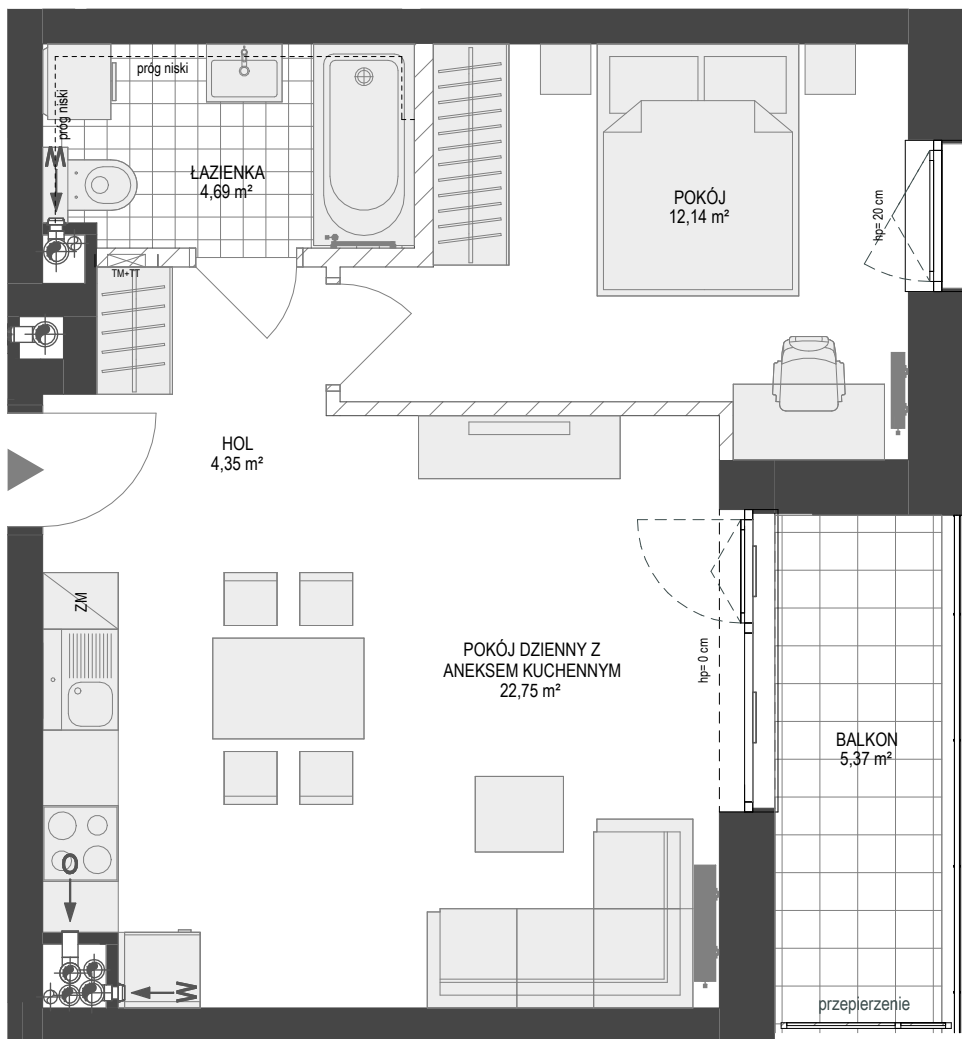 próg niski
próg niski
W
ŁAZIENKA
4,69 m²
TM+TT
POKÓJ
12,14 m²
hp= 20 cm
HOL
4,35 m²
ZM
POKÓJ DZIENNY Z
ANEKSEM KUCHENNYM
22,75 m²
hp= 0 cm
BALKON
5,37 m²
O
W
przepierzenie